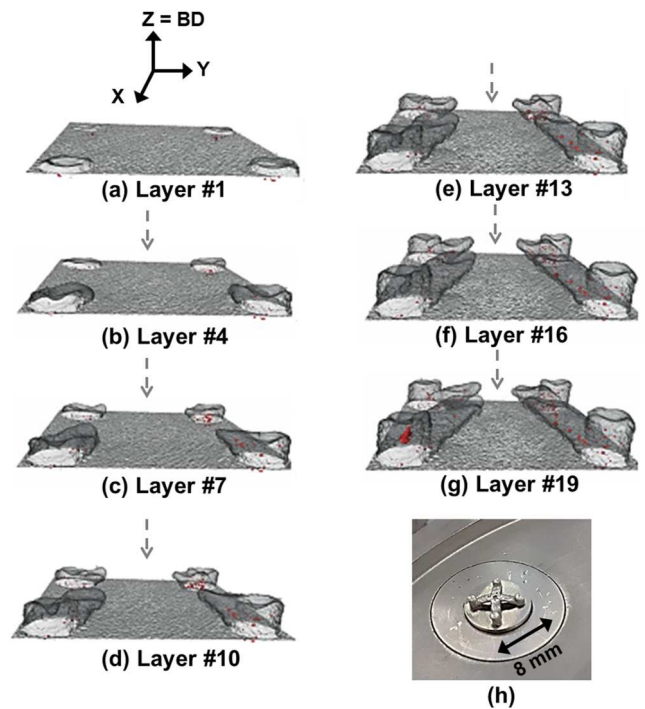 Z = BD
Y
X
(a) Layer #1
(b) Layer #4
(c) Layer #7
(d) Layer #10
(e) Layer #13
(f) Layer #16
(g) Layer #19
8 mm
(h)